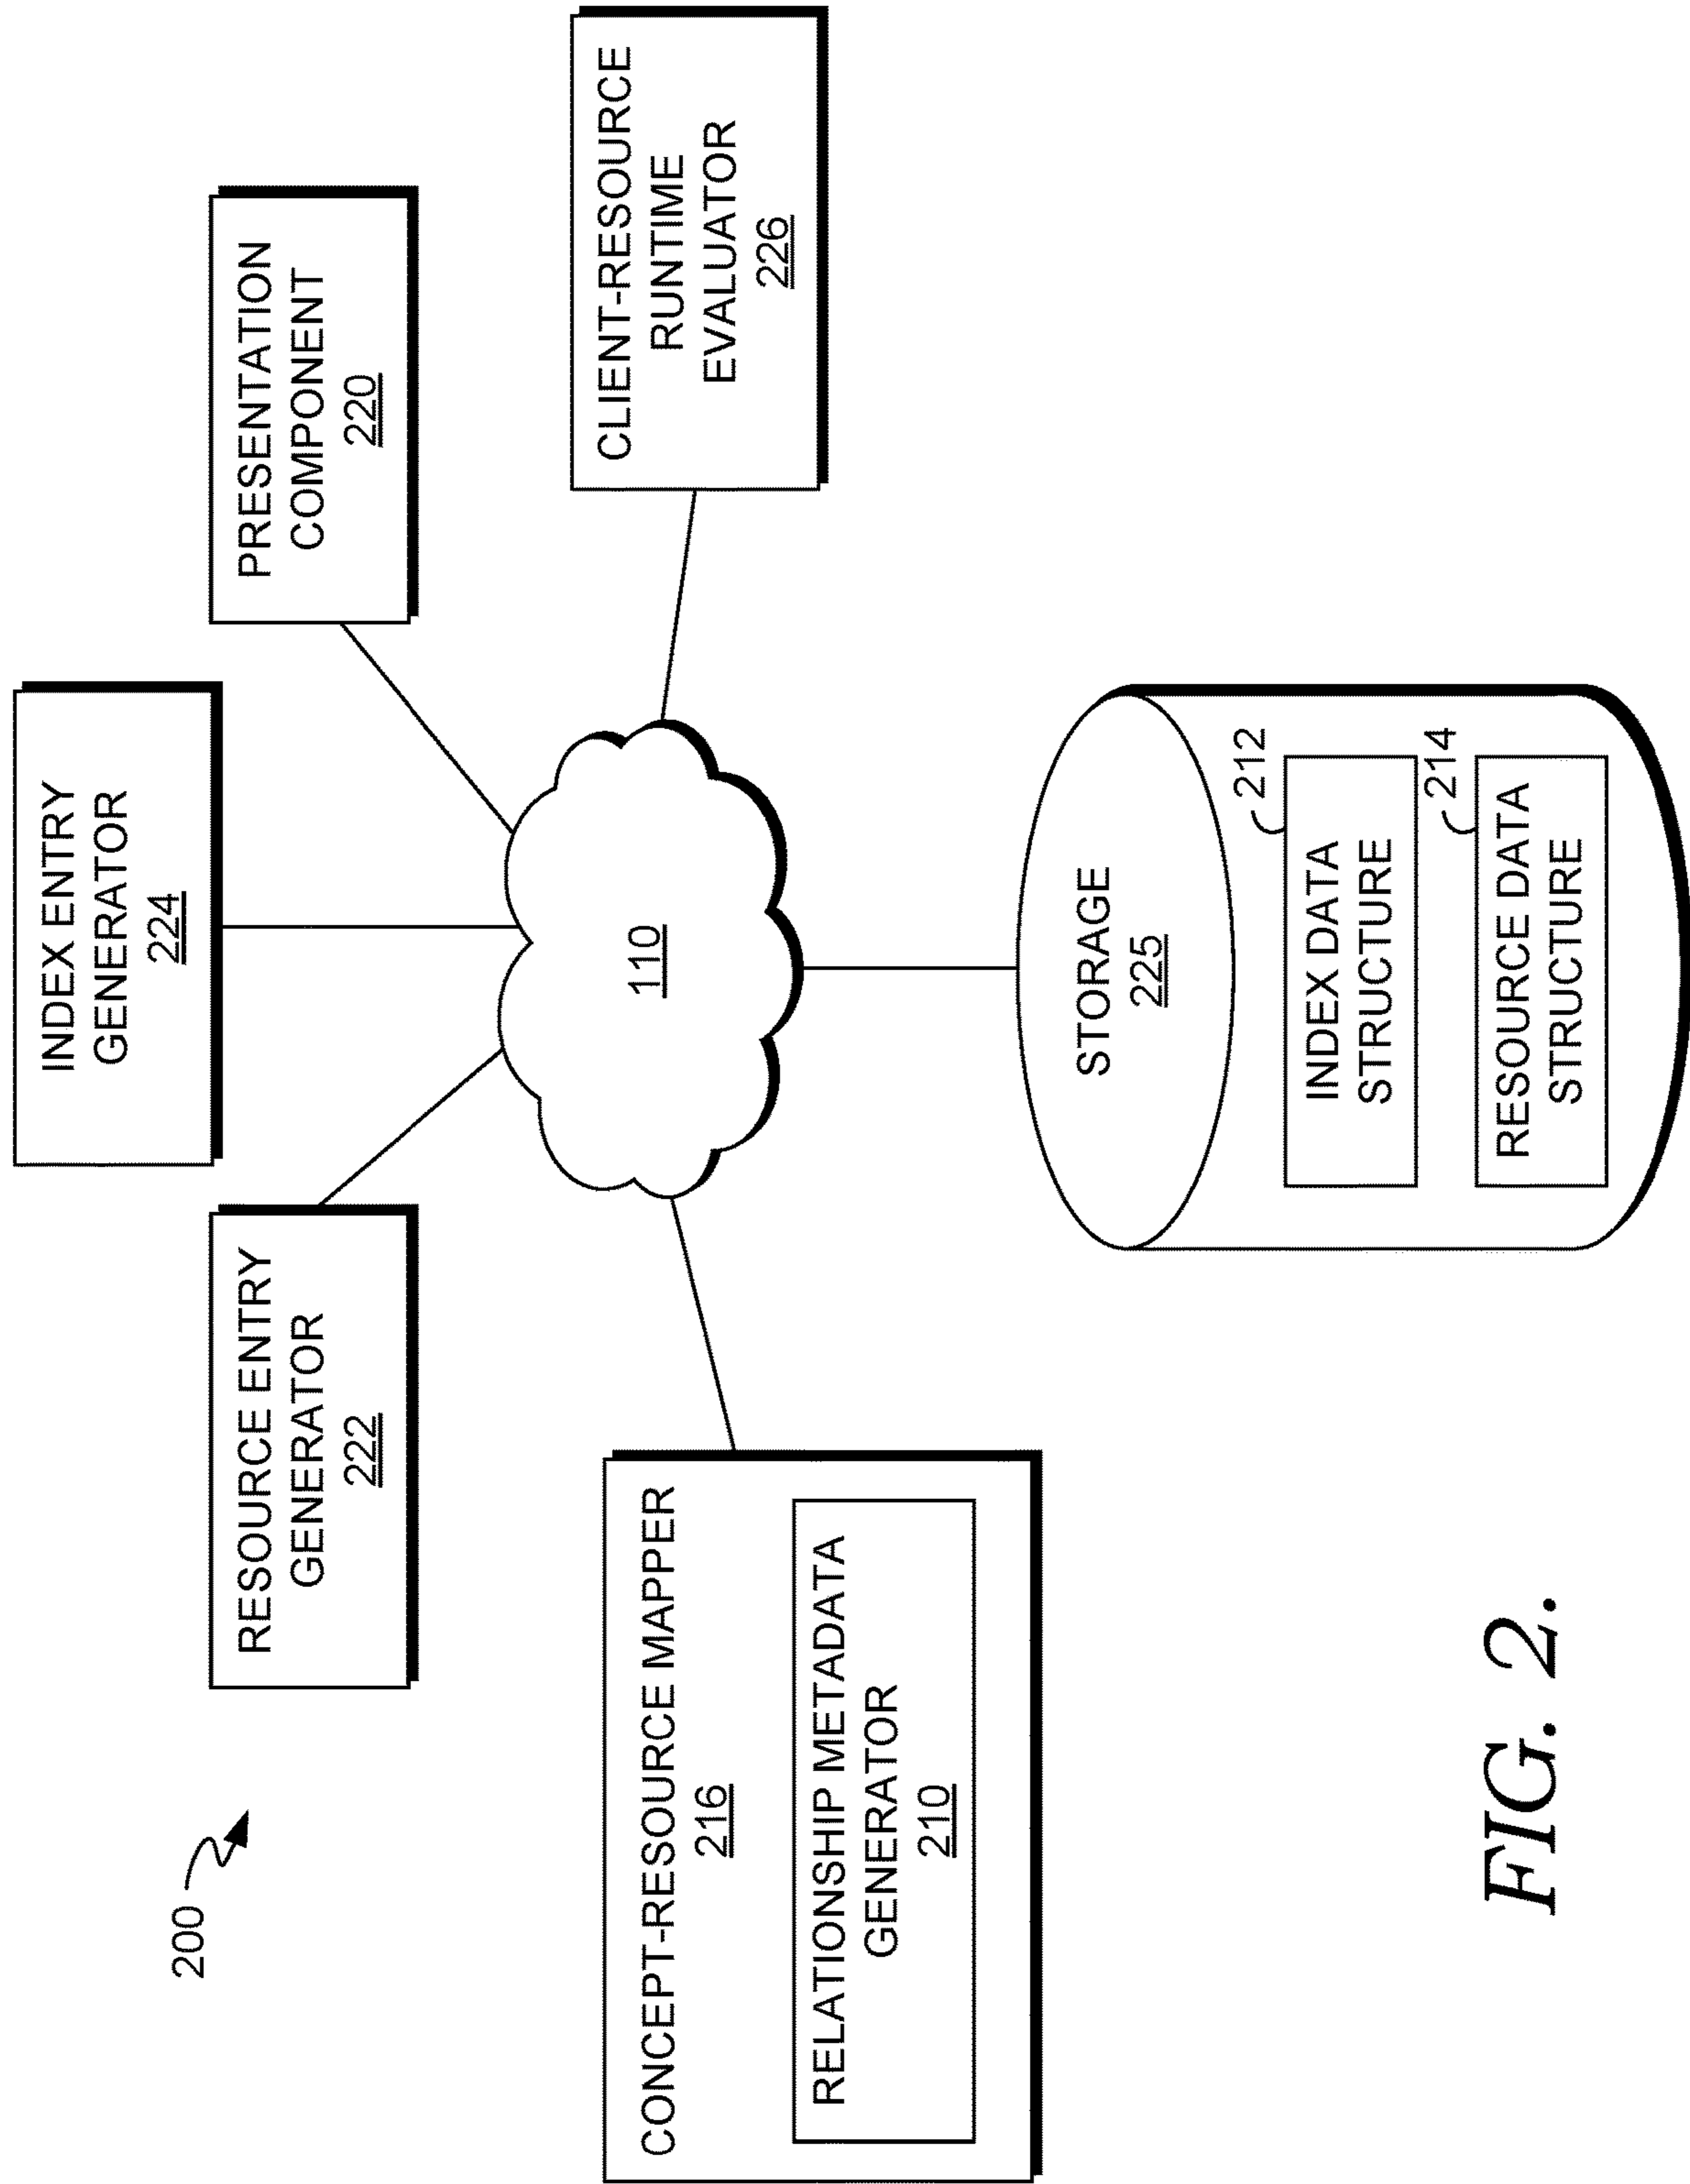 200
INDEX ENTRY
GENERATOR
224
RESOURCE ENTRY
GENERATOR
222
PRESENTATION
COMPONENT
220
CONCEPT-RESOURCE MAPPER
216
RELATIONSHIP METADATA
GENERATOR
210
110
CLIENT-RESOURCE
RUNTIME
EVALUATOR
226
STORAGE
225
212
INDEX DATA
STRUCTURE
214
RESOURCE DATA
STRUCTURE
FIG. 2.